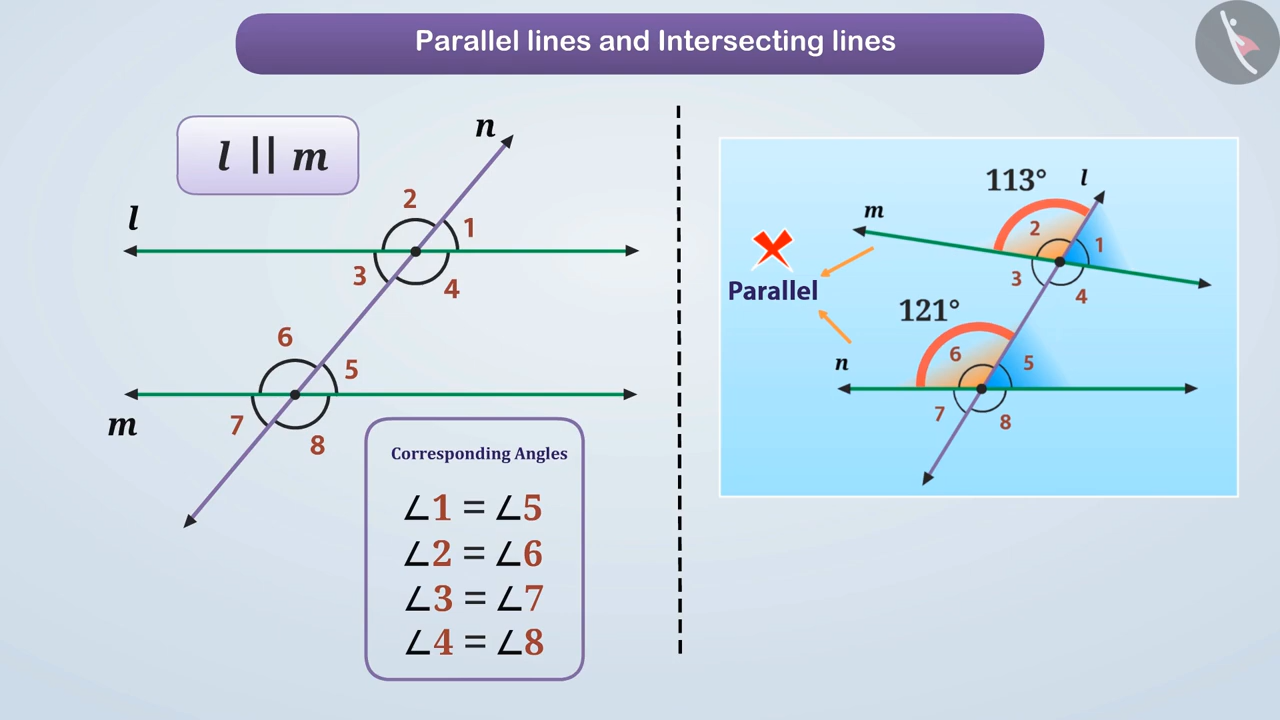 Parallel lines and Intersecting lines
l || m
n
l
2
1
3
4
6
5
7
8
m
Corresponding Angles
∠1 = ∠5
∠2 = ∠6
∠3 = ∠7
∠4 = ∠8
113°
l
m
2
1
3
4
Parallel
121°
n
6
5
7
8